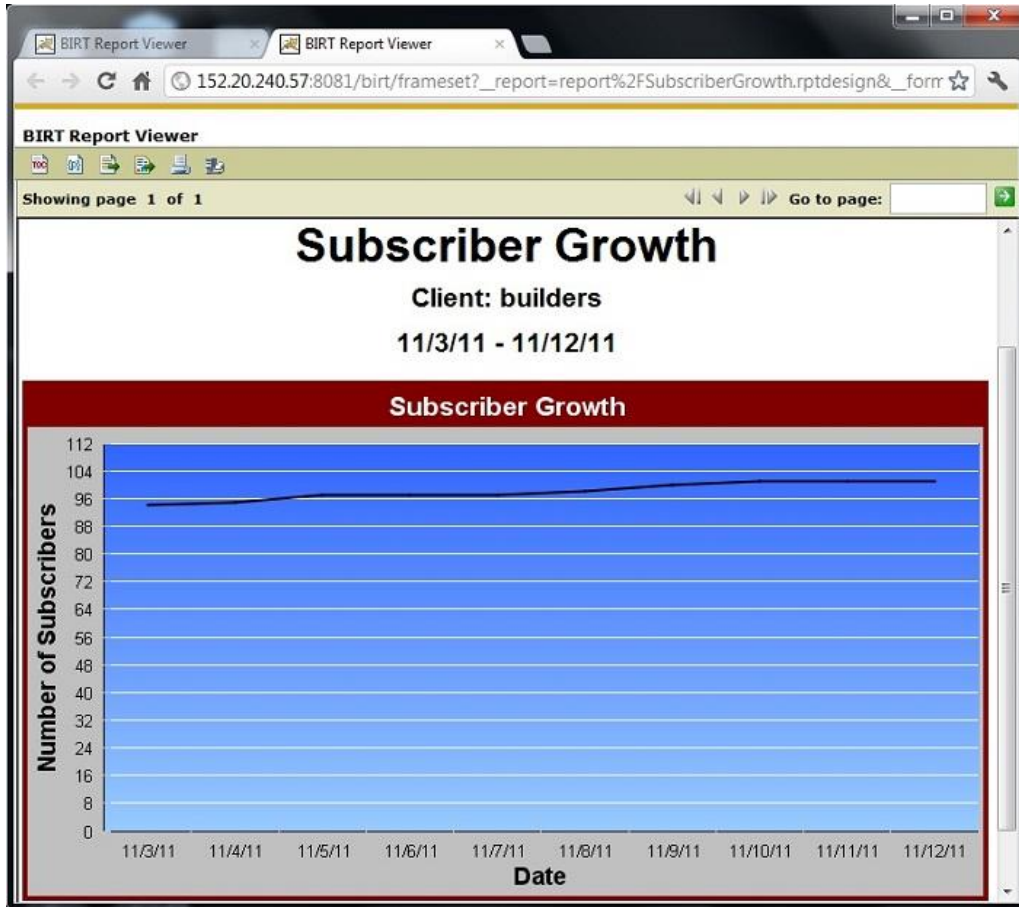 BIRT Report Viewer
BIRT Report Viewer
152.20.240.57:8081/birt/frameset?__report=report%2FSubscriberGrowth.rptdesign&__form
BIRT Report Viewer
TOC
Showing page 1 of 1 Go to page:
Subscriber Growth
Client: builders
11/3/11 - 11/12/11
Subscriber Growth
Number of Subscribers
112
104
96
88
80
72
64
56
48
40
32
24
16
8
0
11/3/11 11/4/11 11/5/11 11/6/11 11/7/11 11/8/11 11/9/11 11/10/11 11/11/11 11/12/11
Date